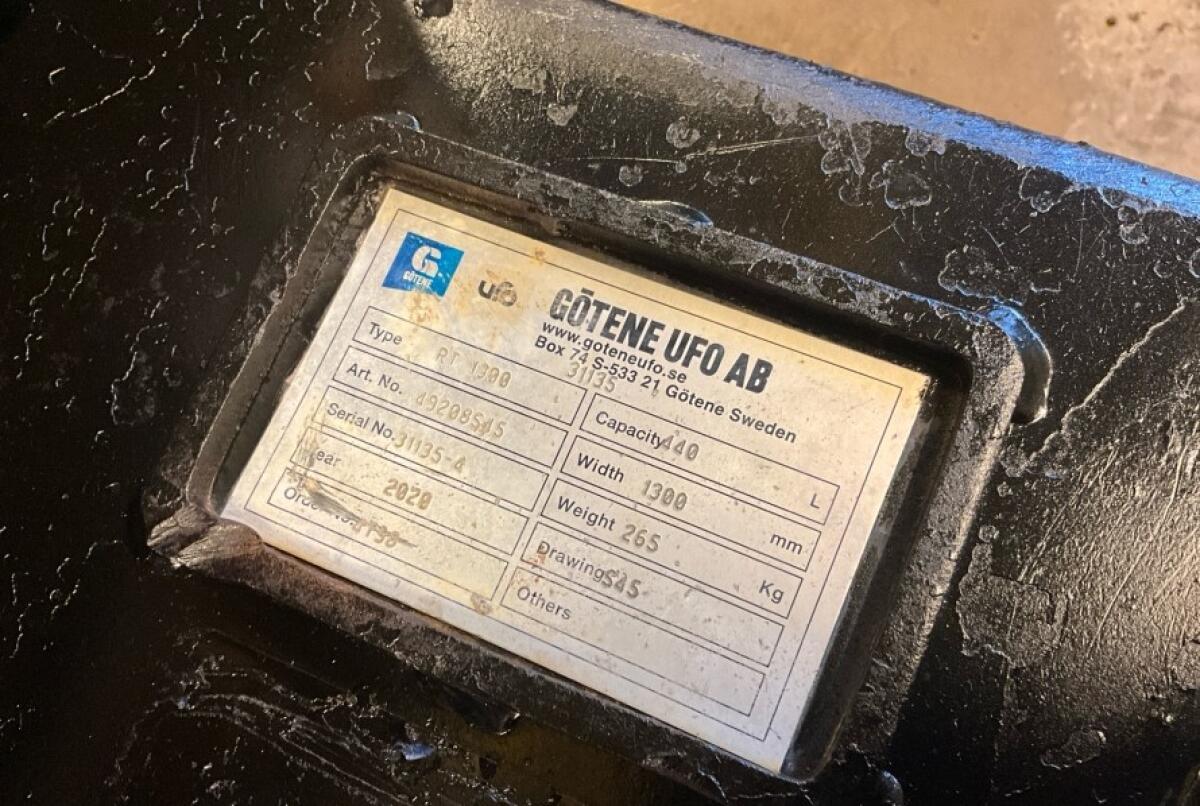 GÖTENE
ufo
GÖTENE UFO AB
www.goteneufo.se
Box 74 S-533 21 Götene Sweden
31135
Type RT 1300
Art. No. 49208S45
Serial No. 31135-4
Year 2020
Order No.
Capacity 440 L
Width 1300 mm
Weight 265 Kg
Drawing S45
Others